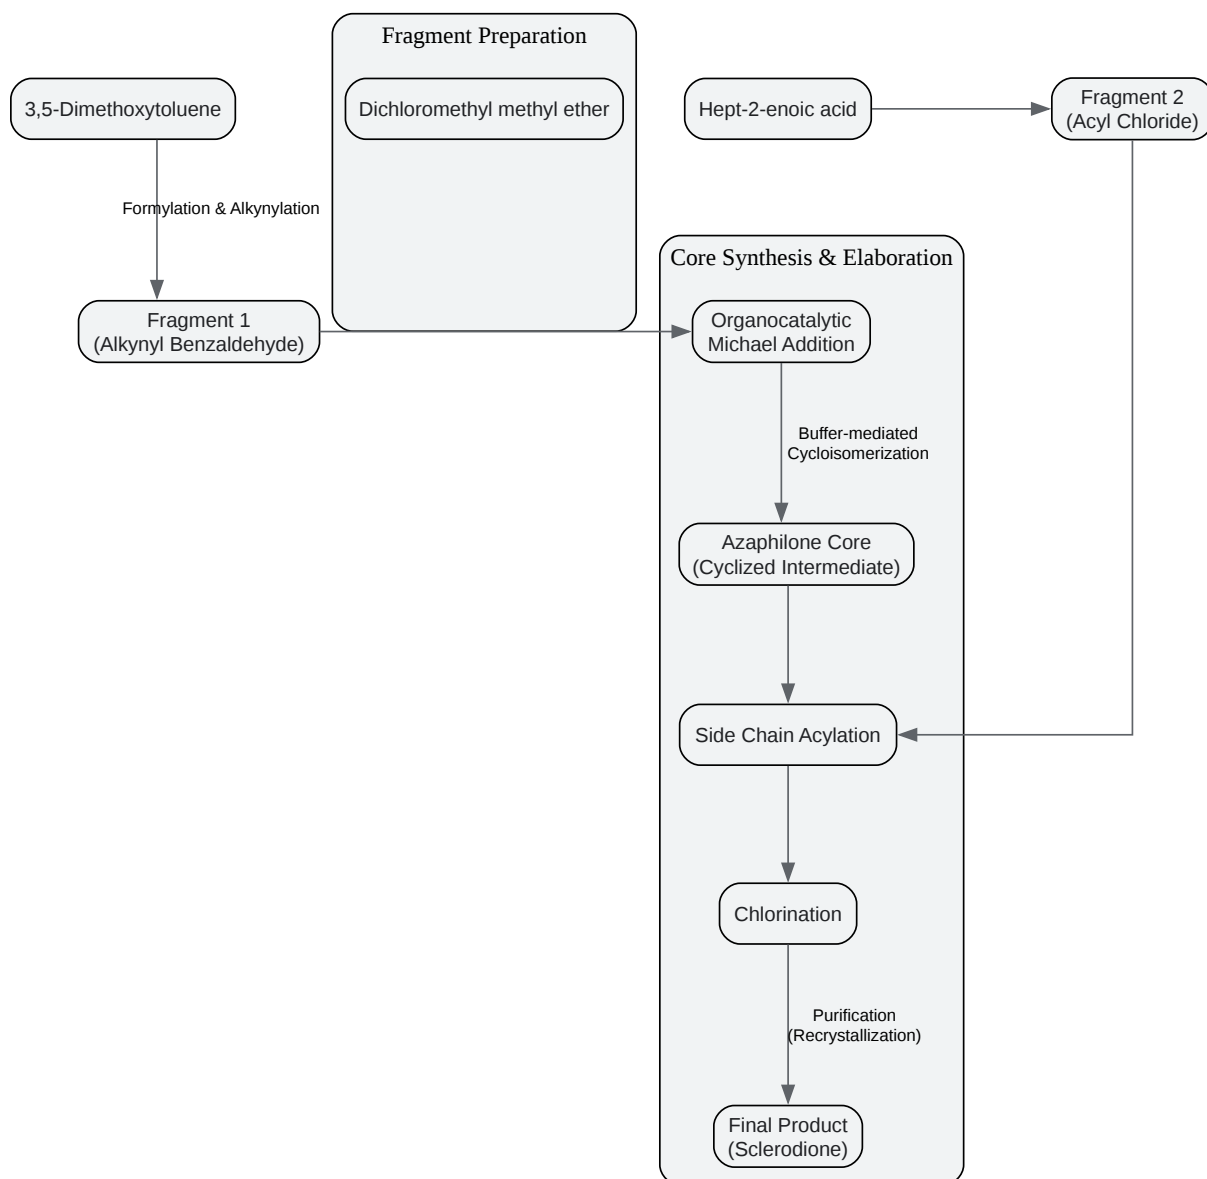 Fragment Preparation
3,5-Dimethoxytoluene
Dichloromethyl methyl ether
Hept-2-enoic acid
Fragment 2
(Acyl Chloride)
Formylation & Alkynylation
Core Synthesis & Elaboration
Fragment 1
(Alkynyl Benzaldehyde)
Organocatalytic
Michael Addition
Buffer-mediated
Cycloisomerization
Azaphilone Core
(Cyclized Intermediate)
Side Chain Acylation
Chlorination
Purification
(Recrystallization)
Final Product
(Sclerodione)